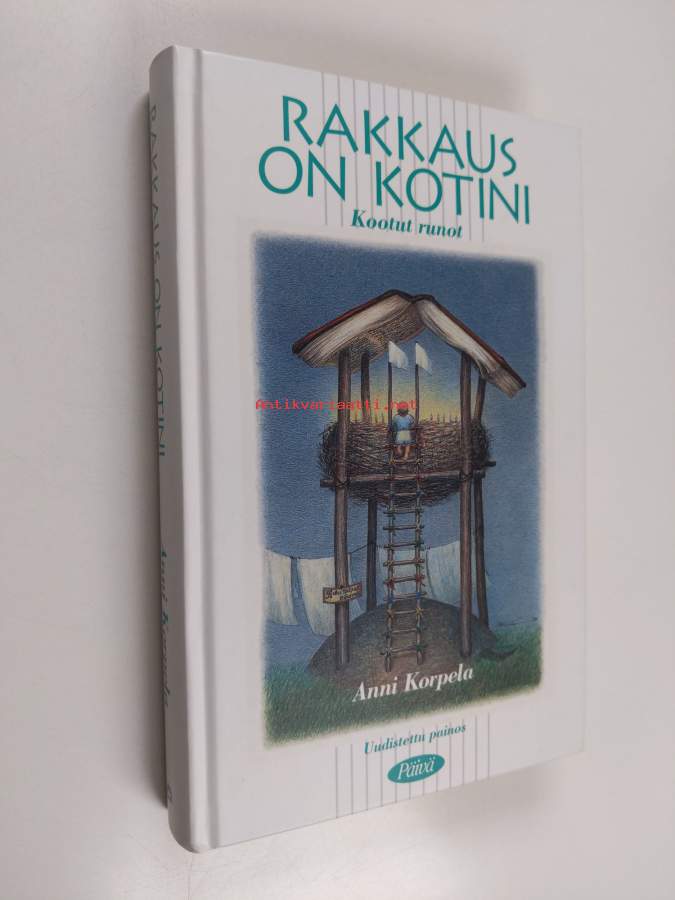 RAKKAUS
ON KOTINI
Kootut runot
Antikvariaatti.net
Anni Korpela
Uudistettu painos
Päivä
RAKKAUS ON KOTINI
Anni Korpela